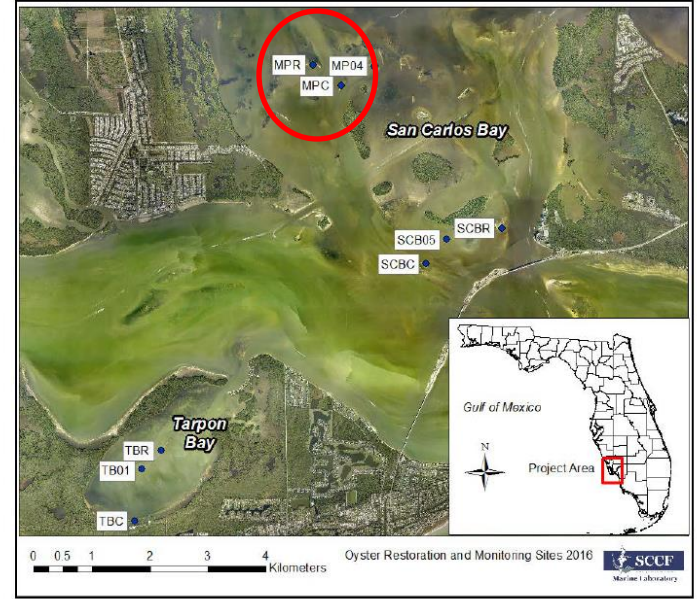 MPR
MP04
MPC
San Carlos Bay
SCBR
SCB05
SCBC
Tarpon
Bay
TBR
TB01
TBC
Gulf of Mexico
N
Project Area
0 0.5 1 2 3 4
Kilometers
Oyster Restoration and Monitoring Sites 2016
SCCF
Marine Laboratory